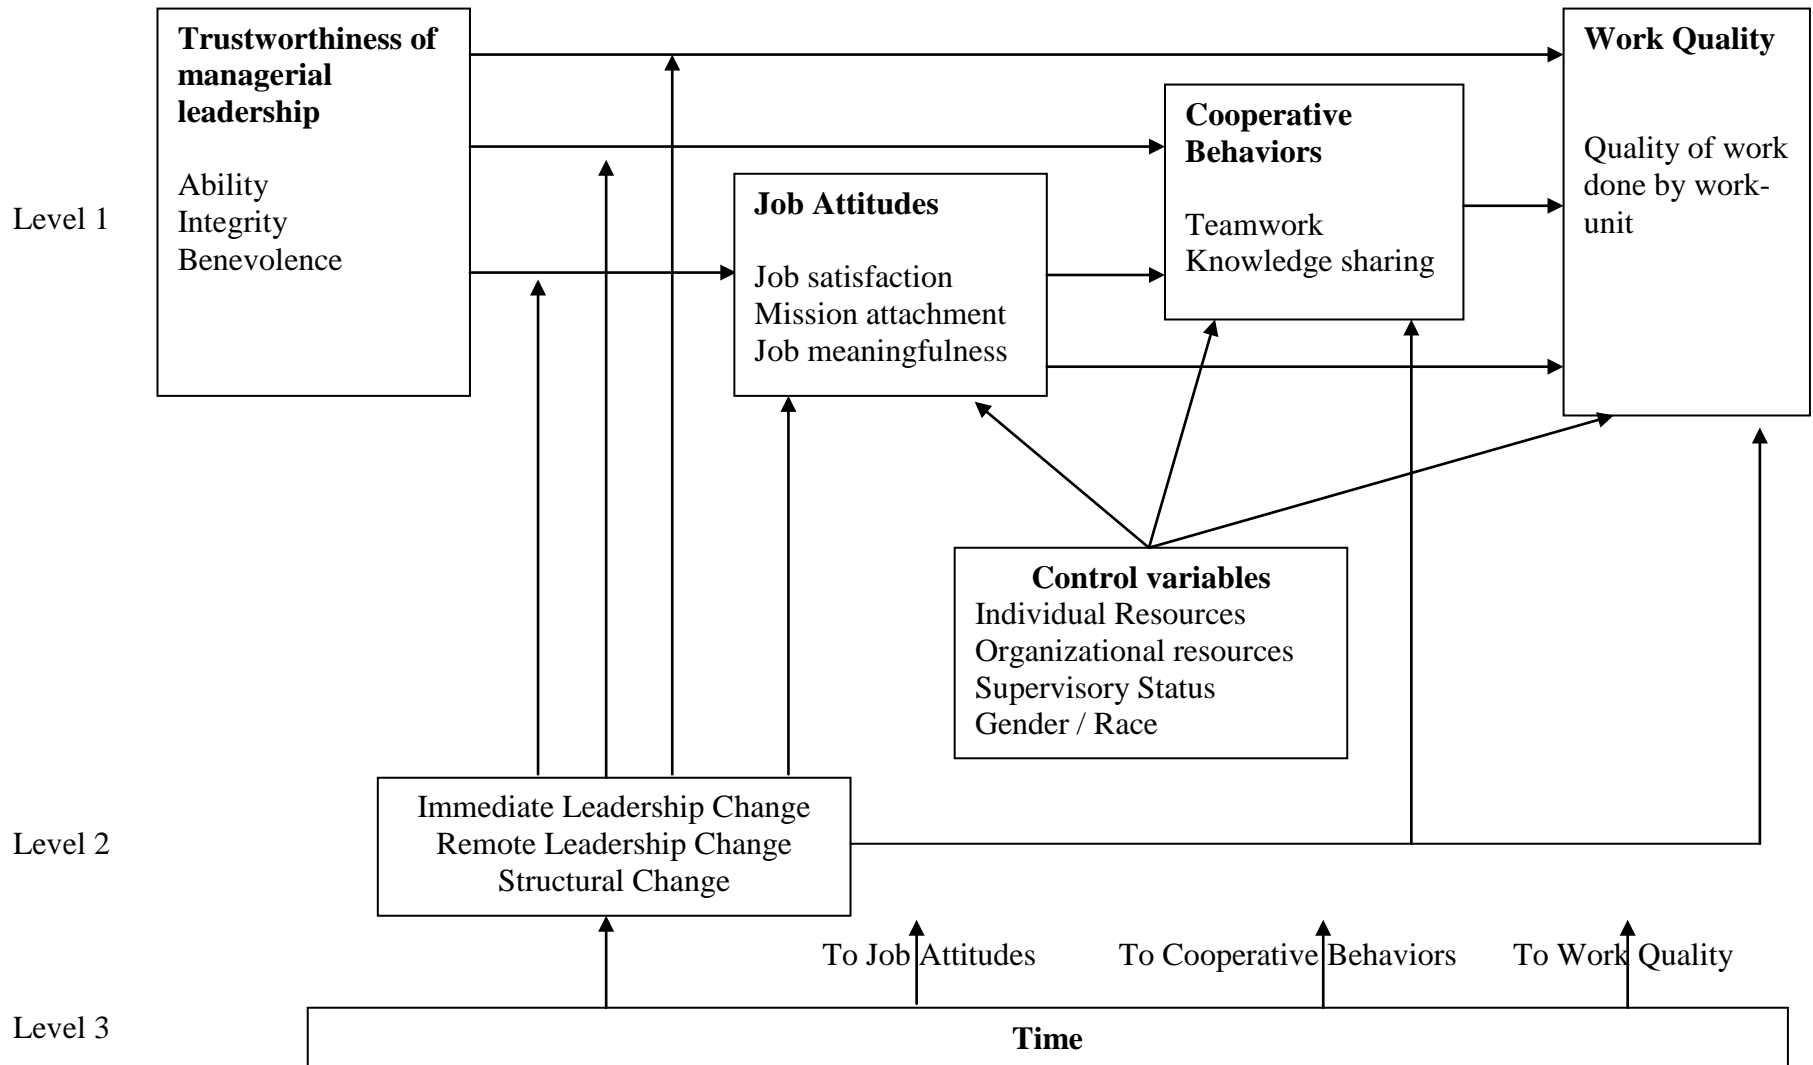 Trustworthiness of
managerial
leadership
Ability
Integrity
Benevolence
Work Quality
Quality of work
done by work-
unit
Cooperative
Behaviors
Teamwork
Knowledge sharing
Job Attitudes
Job satisfaction
Mission attachment
Job meaningfulness
Level 1
Control variables
Individual Resources
Organizational resources
Supervisory Status
Gender / Race
Level 2
Immediate Leadership Change
Remote Leadership Change
Structural Change
To Job Attitudes
To Cooperative Behaviors
To Work Quality
Level 3
Time